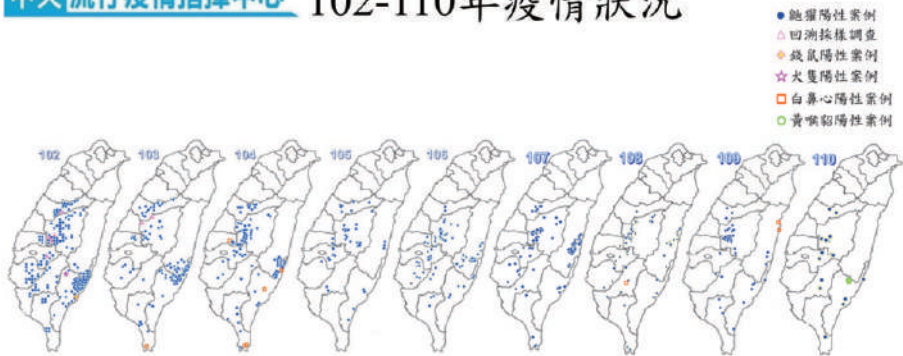 中央流行疫情指揮中心 102-110年疫情狀況
鼬獾陽性案例
回溯採樣調查
錢鼠陽性案例
犬隻陽性案例
白鼻心陽性案例
黃喉貂陽性案例
102 103 104 105 106 107 108 109 110